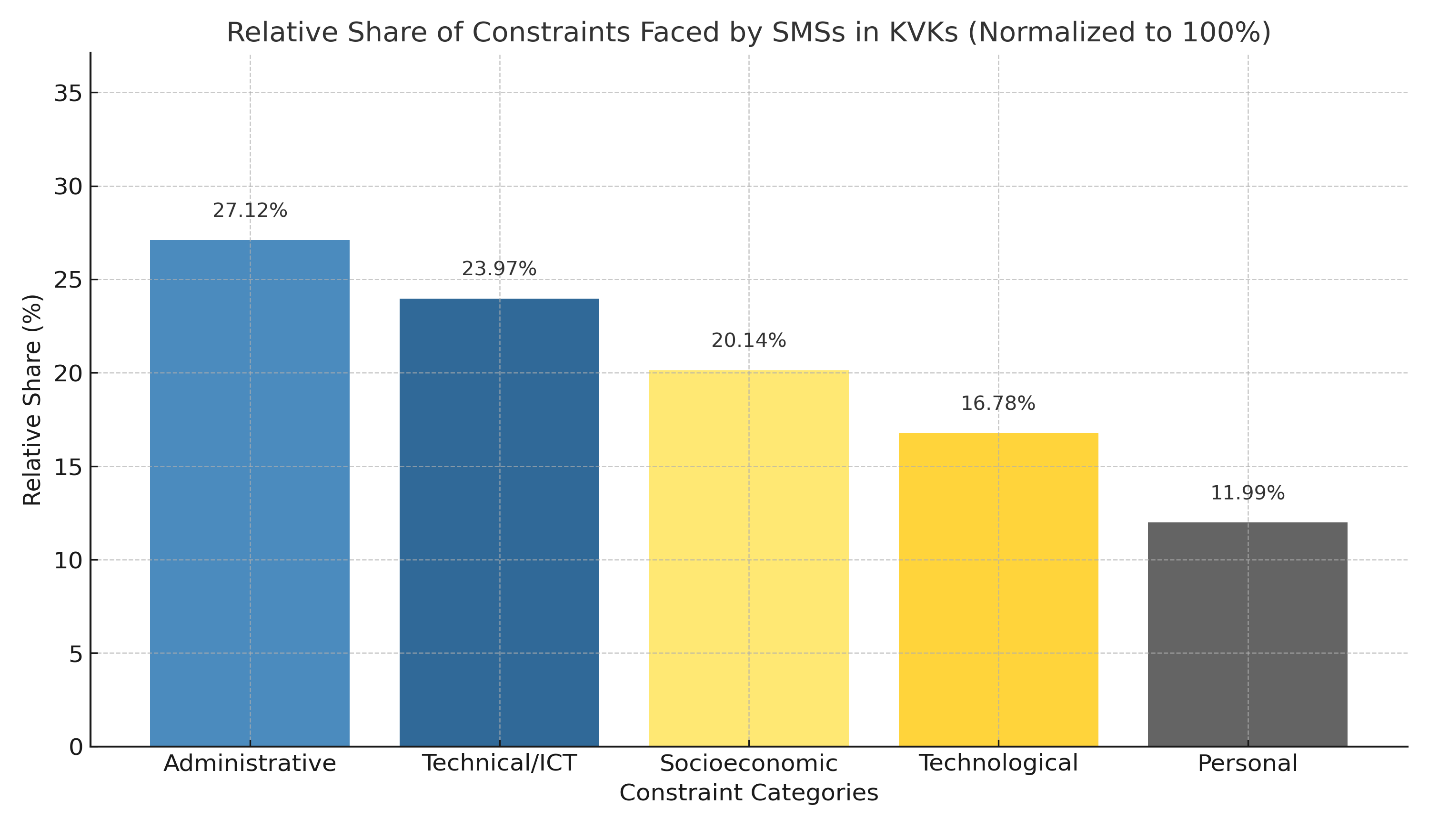 Relative Share of Constraints Faced by SMSs in KVKs (Normalized to 100%)
Relative Share (%)
35
30
25
20
15
10
5
0
27.12%
23.97%
20.14%
16.78%
11.99%
Administrative
Technical/ICT
Socioeconomic
Technological
Personal
Constraint Categories